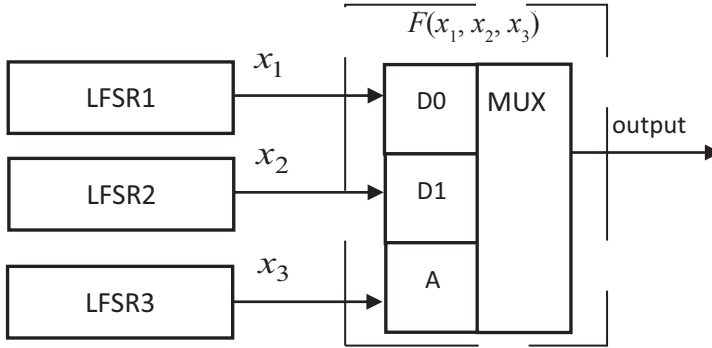 F(x₁, x₂, x₃)
x₁
LFSR1
D0
MUX
output
x₂
LFSR2
D1
x₃
LFSR3
A